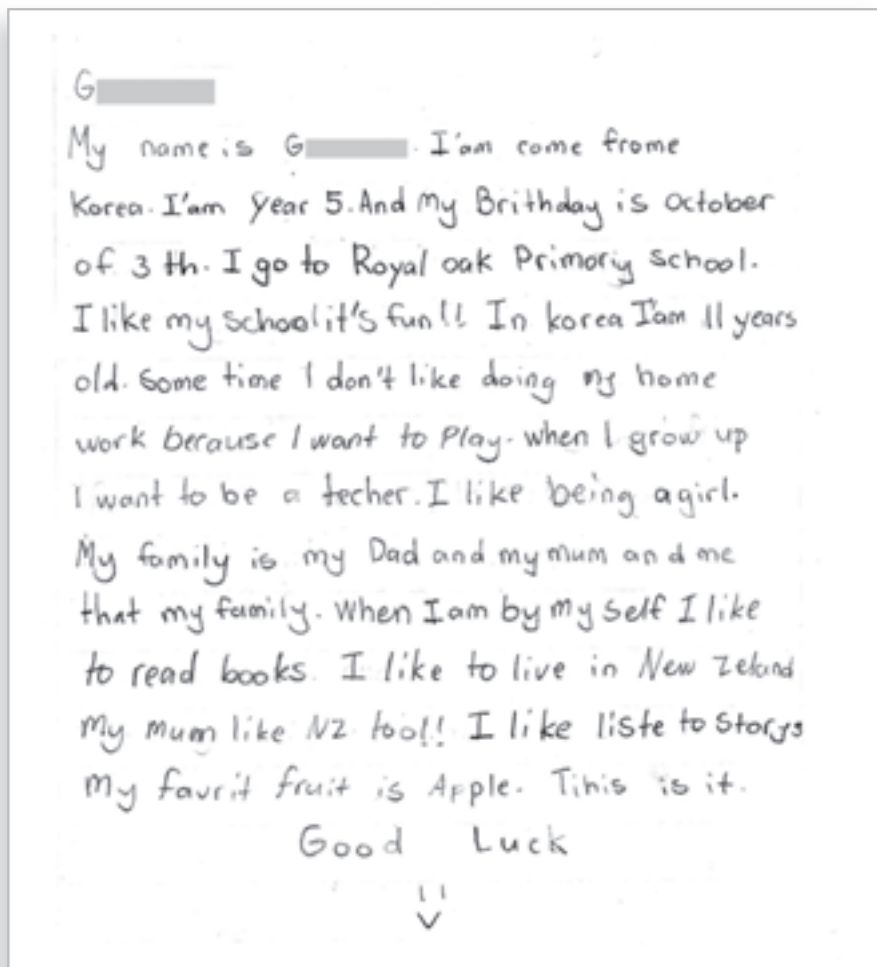 G
My name is G . I'am come frome
Korea. I'am year 5. And my Brithday is October
of 3 th. I go to Royal oak Primory school.
I like my school it's fun!! In korea I'am 11 years
old. Some time I don't like doing my home
work berause I want to Play. when I grow up
I want to be a techer. I like being a girl.
My family is my Dad and my mum and me
that my family. When I am by my self I like
to read books. I like to live in New Zeland
My mum like NZ too!! I like liste to Storys
My favrit fruit is Apple. Tihis is it.
Good Luck